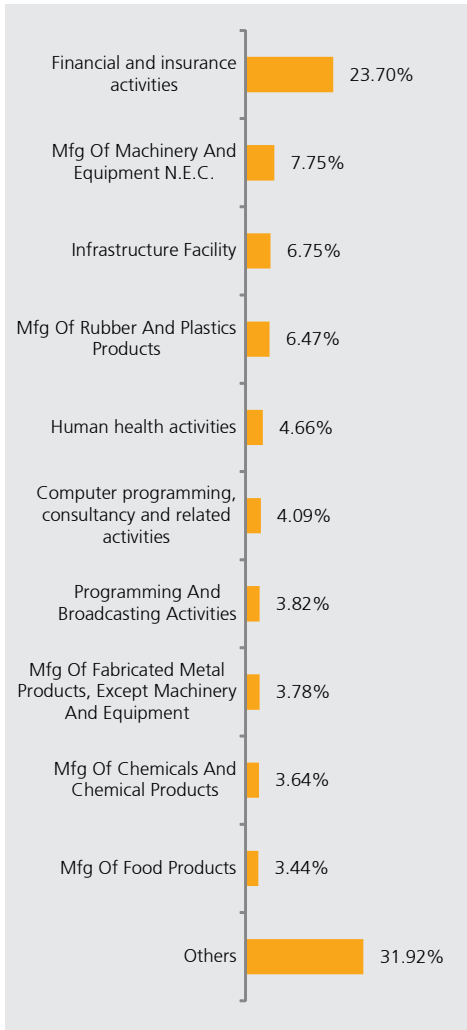 Financial and insurance
activities
23.70%
Mfg Of Machinery And
Equipment N.E.C.
7.75%
Infrastructure Facility
6.75%
Mfg Of Rubber And Plastics
Products
6.47%
Human health activities
4.66%
Computer programming,
consultancy and related
activities
4.09%
Programming And
Broadcasting Activities
3.82%
Mfg Of Fabricated Metal
Products, Except Machinery
And Equipment
3.78%
Mfg Of Chemicals And
Chemical Products
3.64%
Mfg Of Food Products
3.44%
Others
31.92%